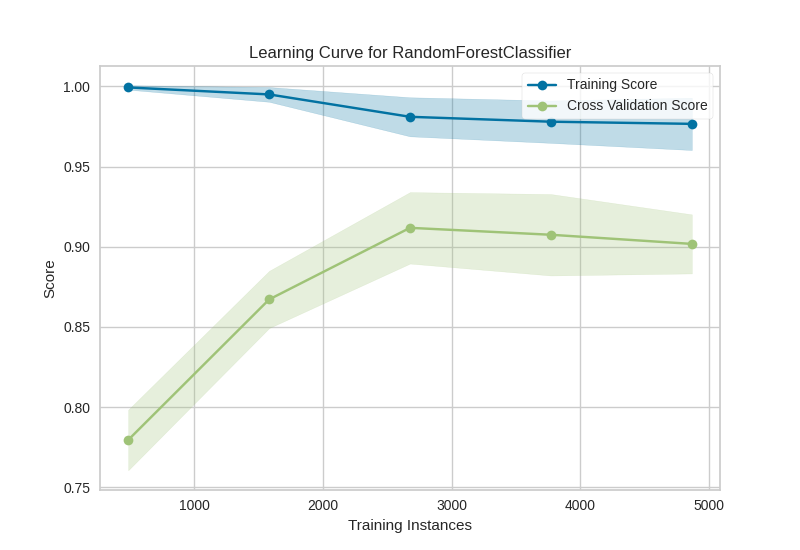 Learning Curve for RandomForestClassifier
Training Score
Cross Validation Score
1.00
0.95
0.90
0.85
0.80
0.75
Score
1000 2000 3000 4000 5000
Training Instances